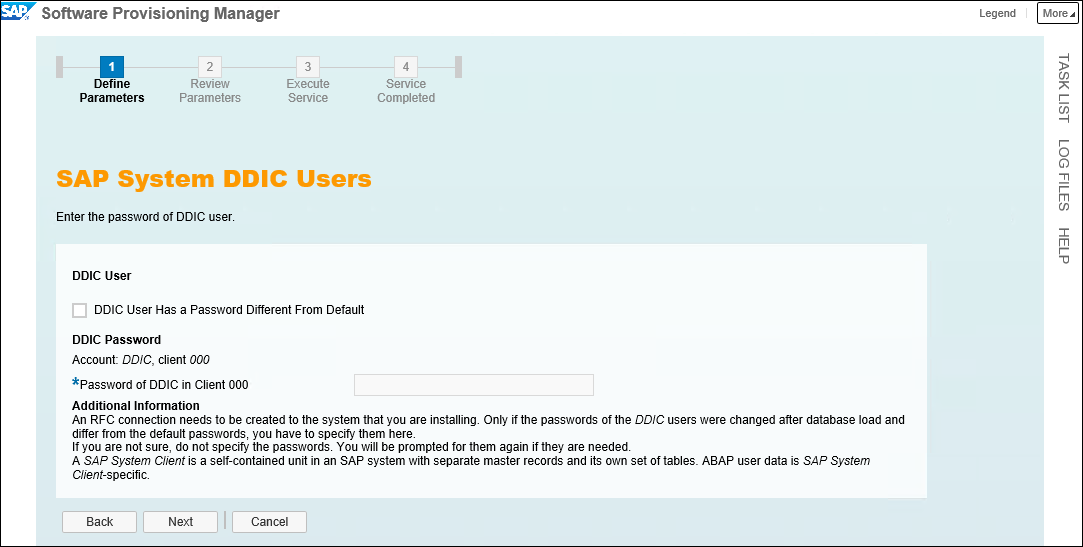 SAP Software Provisioning Manager
Legend
More
1
2
3
4
Define
Parameters
Review
Parameters
Execute
Service
Service
Completed
TASK LIST
LOG FILES
HELP
SAP System DDIC Users
Enter the password of DDIC user.
DDIC User
DDIC User Has a Password Different From Default
DDIC Password
Account: DDIC, client 000
*Password of DDIC in Client 000
Additional Information
An RFC connection needs to be created to the system that you are installing. Only if the passwords of the DDIC users were changed after database load and
differ from the default passwords, you have to specify them here.
If you are not sure, do not specify the passwords. You will be prompted for them again if they are needed.
A SAP System Client is a self-contained unit in an SAP system with separate master records and its own set of tables. ABAP user data is SAP System
Client-specific.
Back
Next
Cancel